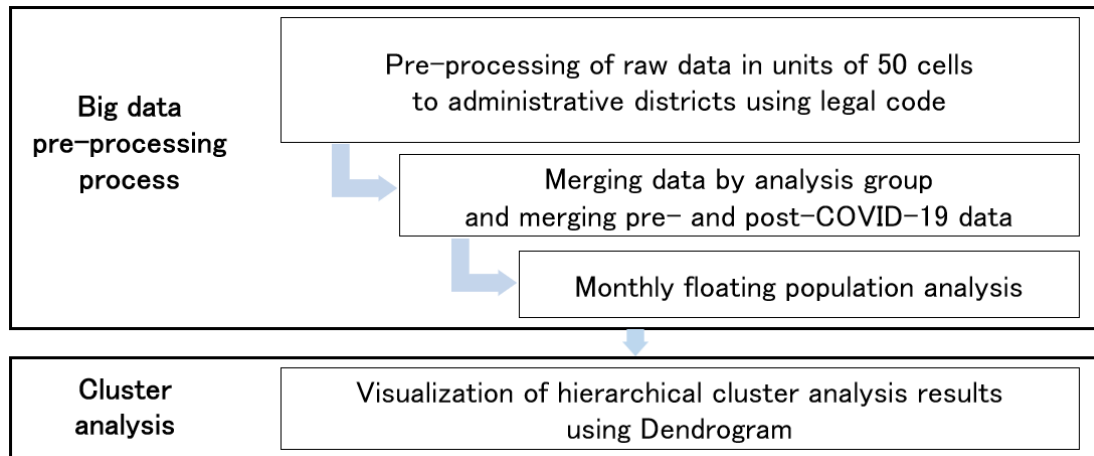 Big data
pre-processing
process
Pre-processing of raw data in units of 50 cells
to administrative districts using legal code
Merging data by analysis group
and merging pre- and post-COVID-19 data
Monthly floating population analysis
Cluster
analysis
Visualization of hierarchical cluster analysis results
using Dendrogram